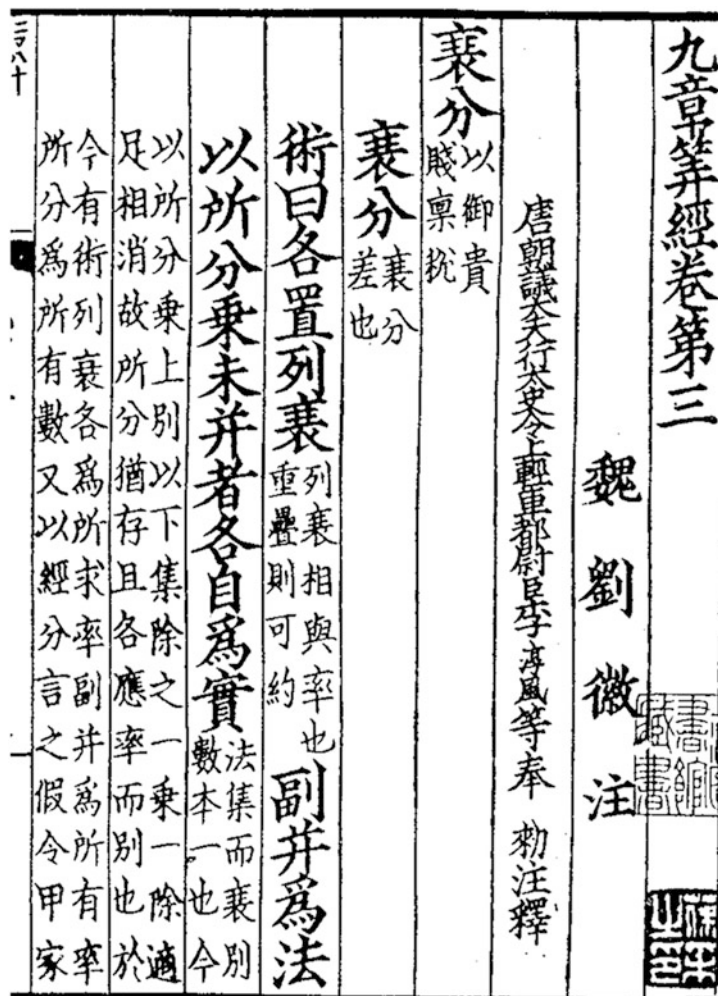 九章筭經卷第三
魏劉徽注
唐朝議大夫行太史令上輕車都尉臣李淳風等奉 勑注釋
衰分以御貴賤稟稅
衰分衰分差也
術曰各置列衰列衰相與率也重疊則可約副并爲法
以所分乗未并者各自爲實法集而衰別數本一也今
以所分乗上別以下集除之一乗一除適足相消故所分猶存且各應率而別也於
今有術列衰各爲所求率副并爲所有率所分爲所有數又以經分言之假令甲家